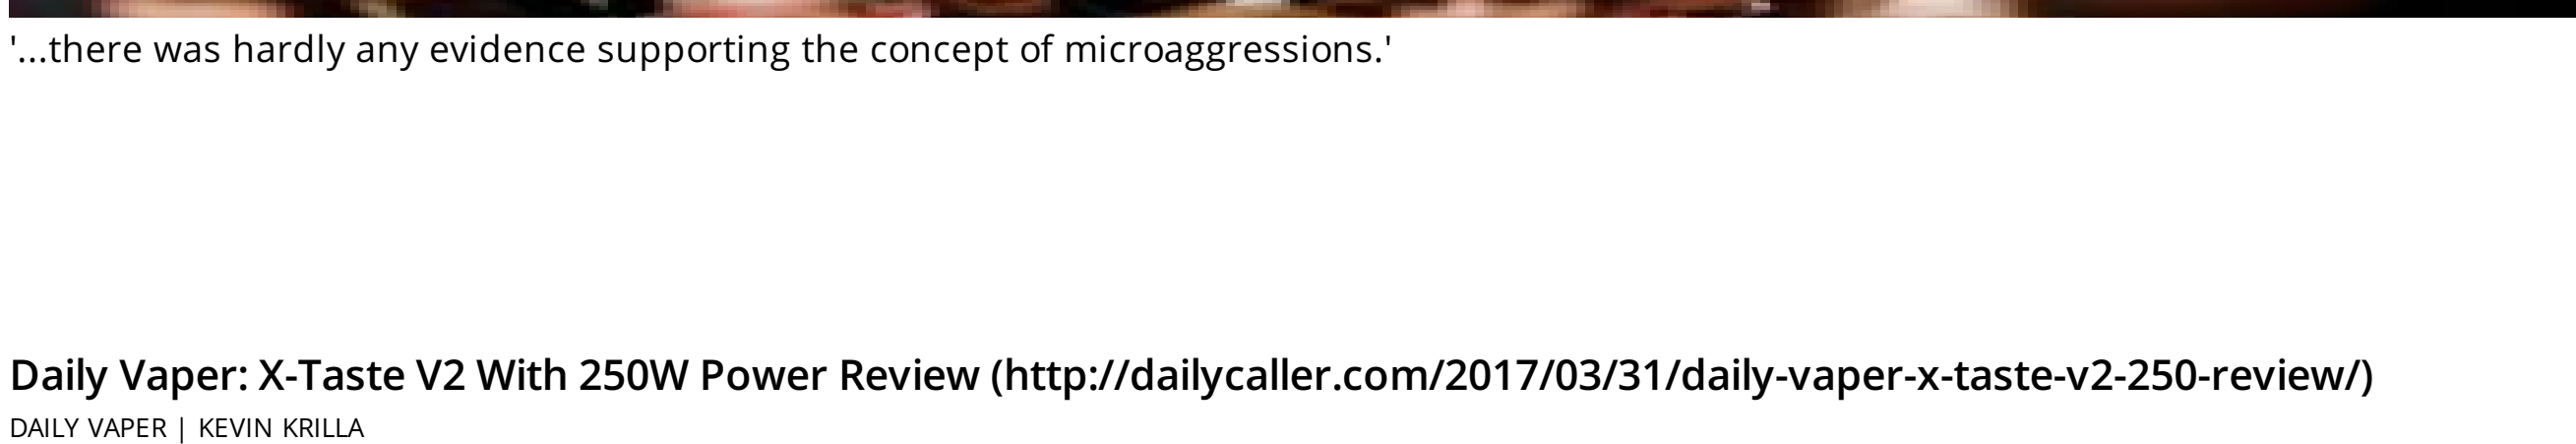 '...there was hardly any evidence supporting the concept of microaggressions.'
Daily Vaper: X-Taste V2 With 250W Power Review (http://dailycaller.com/2017/03/31/daily-vaper-x-taste-v2-250-review/)
DAILY VAPER | KEVIN KRILLA